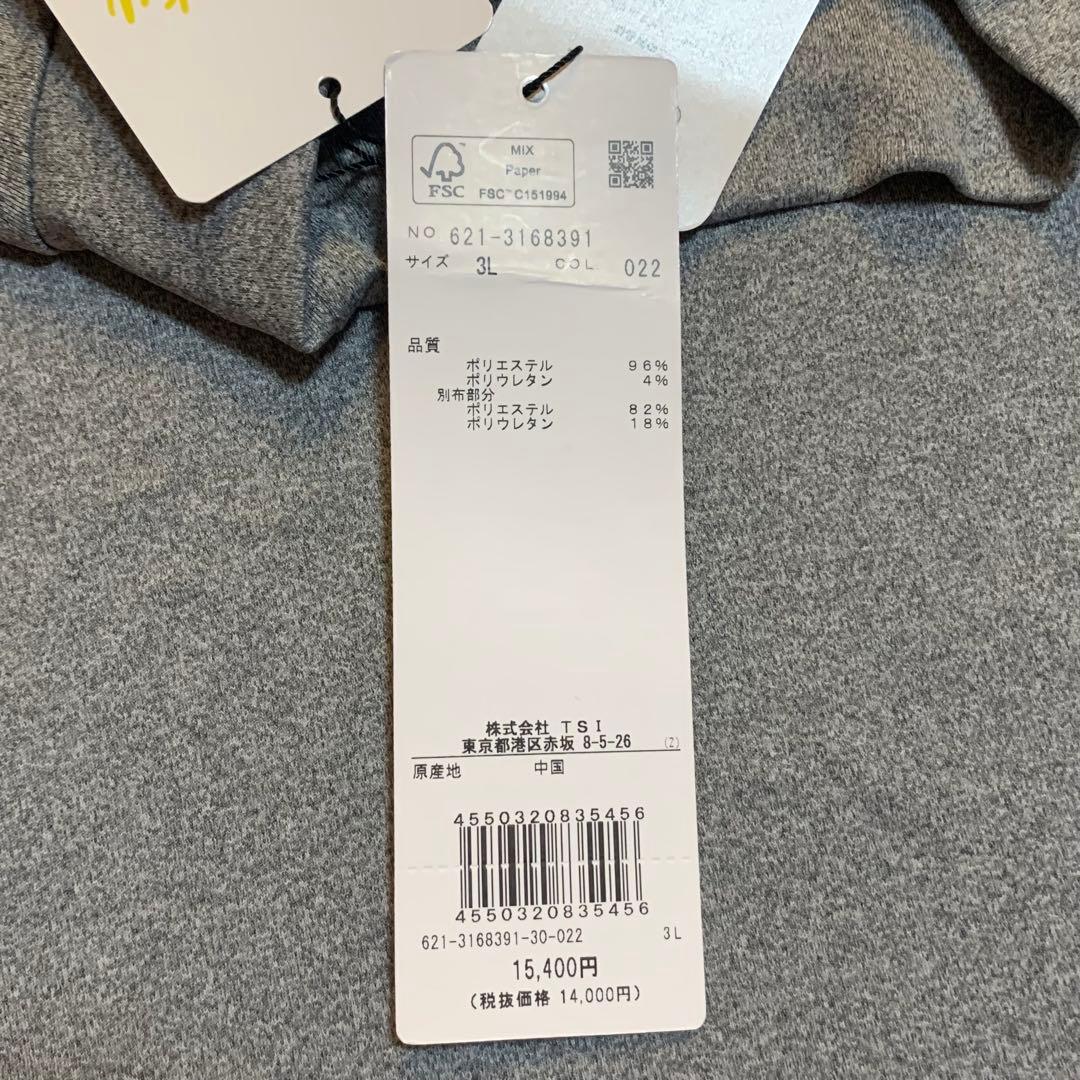 FSC
MIX
Paper
FSC™ C151994
NO. 621-3168391
サイズ 3L COL. 022
品質
ポリエステル 96%
ポリウレタン 4%
別布部分
ポリエステル 82%
ポリウレタン 18%
株式会社 TSI
東京都港区赤坂 8-5-26 (Z)
原産地 中国
4550320835456
4550320835456
621-3168391-30-022 3L
15,400円
(税抜価格 14,000円)